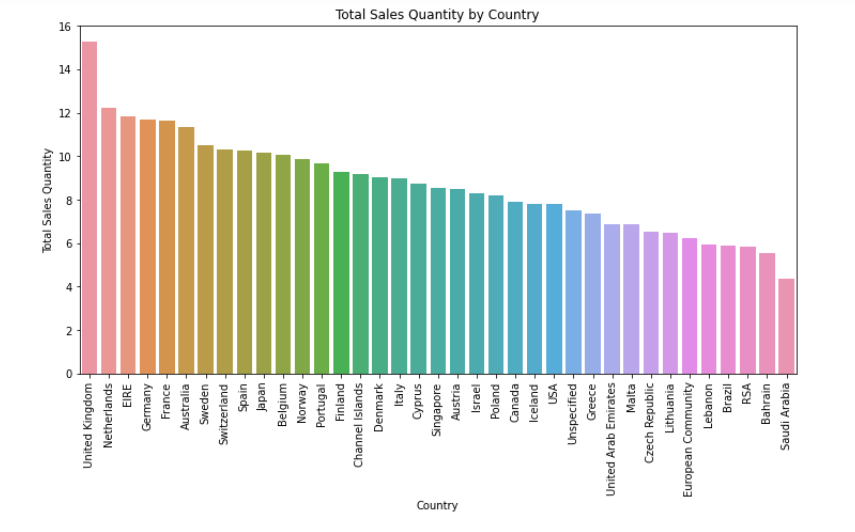 Total Sales Quantity by Country
16
14
12
10
8
6
4
2
0
Total Sales Quantity
United Kingdom
Netherlands
EIRE
Germany
France
Australia
Sweden
Switzerland
Spain
Japan
Belgium
Norway
Portugal
Finland
Channel Islands
Denmark
Italy
Cyprus
Singapore
Austria
Israel
Poland
Canada
Iceland
USA
Unspecified
Greece
United Arab Emirates
Malta
Czech Republic
Lithuania
European Community
Lebanon
Brazil
RSA
Bahrain
Saudi Arabia
Country